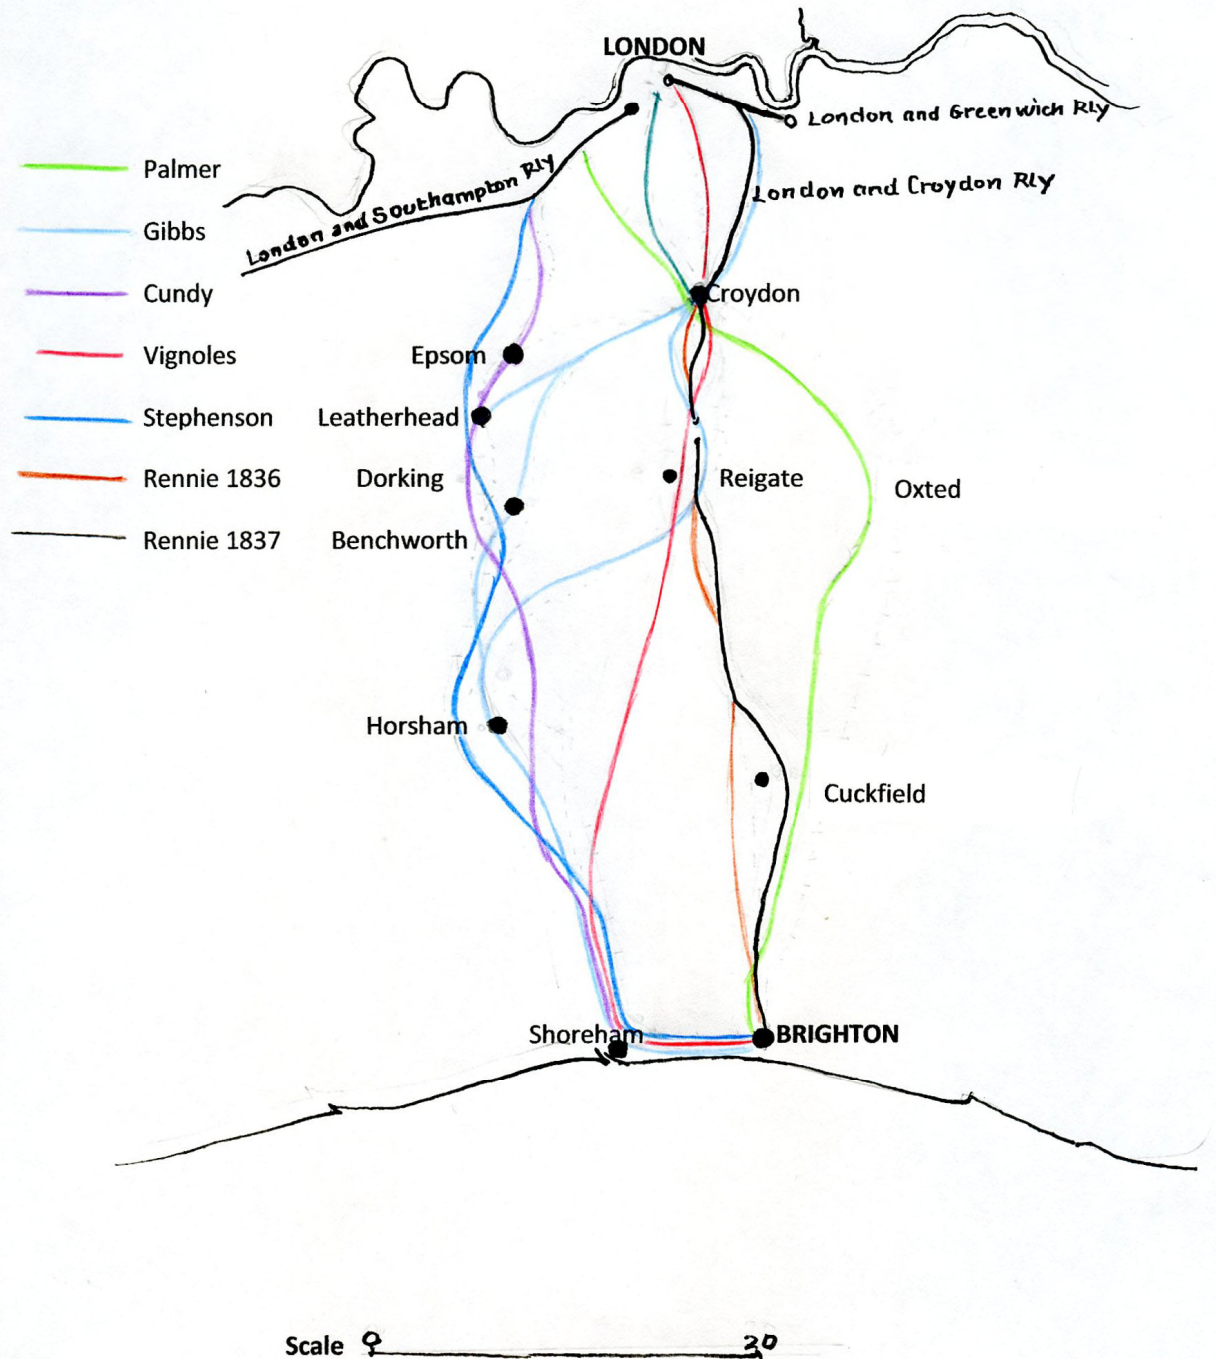 LONDON
London and Greenwich Rly
Palmer
London and Southampton Rly
London and Croydon Rly
Gibbs
Cundy
Croydon
Vignoles
Epsom
Stephenson
Leatherhead
Rennie 1836
Dorking
Reigate
Oxted
Rennie 1837
Benchworth
Horsham
Cuckfield
Shoreham
BRIGHTON
Scale 0 20